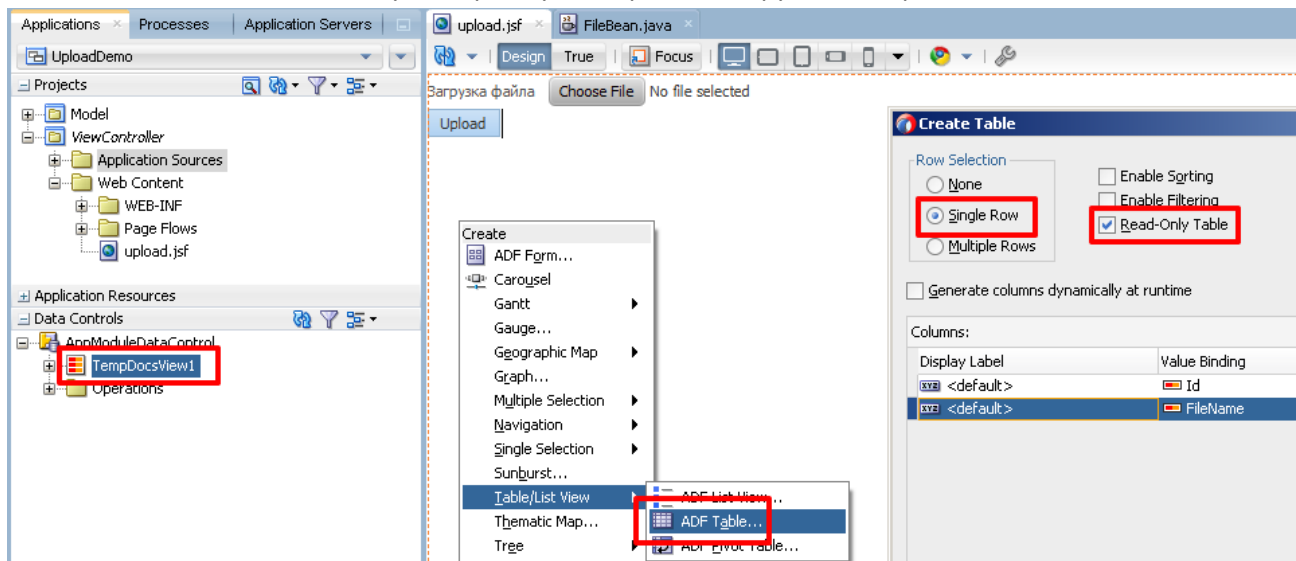 Applications
Processes
Application Servers
UploadDemo
Projects
Model
ViewController
Application Sources
Web Content
WEB-INF
Page Flows
upload.jsf
Application Resources
Data Controls
AppModuleDataControl
TempDocsView1
Operations
upload.jsf
FileBean.java
Design
True
Focus
Загрузка файла
Choose File
No file selected
Upload
Create
ADF Form...
Carousel
Gantt
Gauge...
Geographic Map
Graph...
Multiple Selection
Navigation
Single Selection
Sunburst...
Table/List View
Thematic Map...
Tree
ADF List View...
ADF Table...
ADF Pivot Table...
Create Table
Row Selection
None
Single Row
Multiple Rows
Enable Sorting
Enable Filtering
Read-Only Table
Generate columns dynamically at runtime
Columns:
Display Label Value Binding
XYZ <default> Id
XYZ <default> FileName